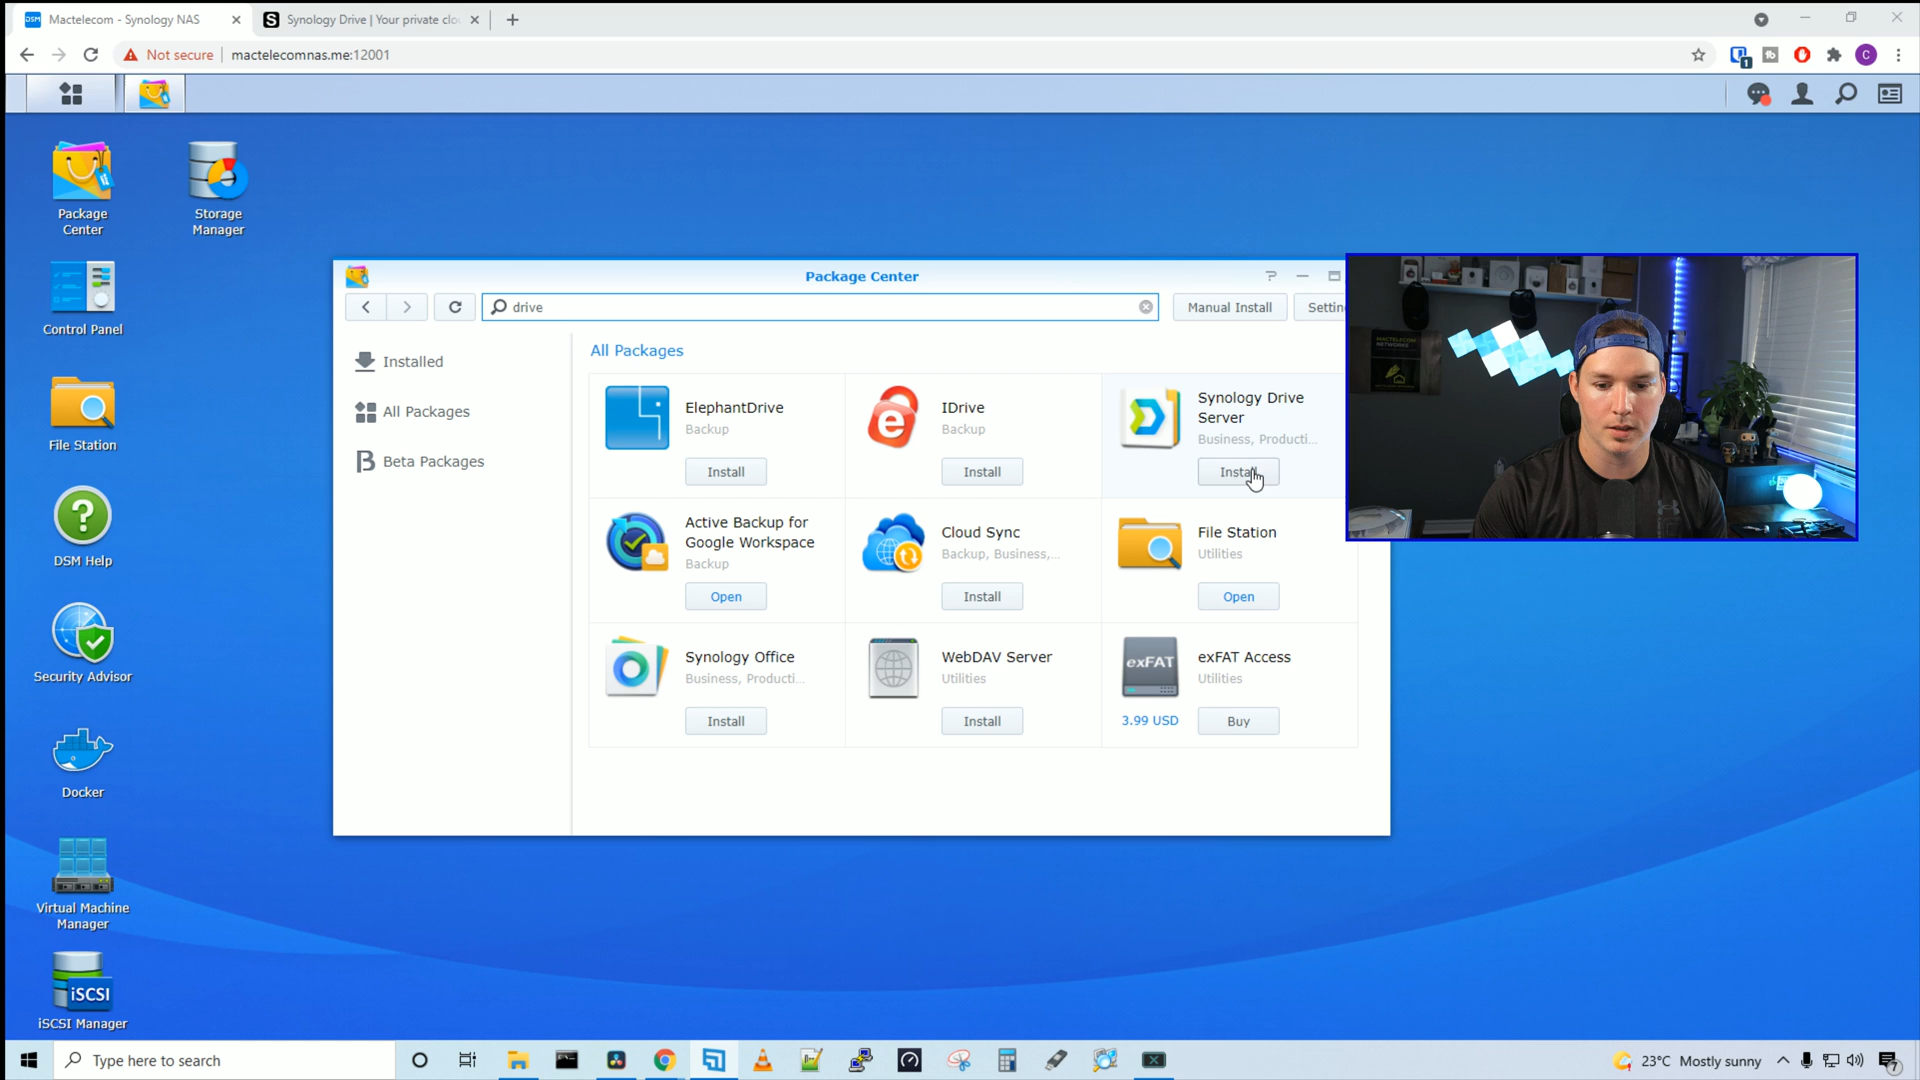 Mactelecom - Synology NAS
Synology Drive | Your private clo
Not secure
mactelecomnas.me:12001
1
C
Package Center
Storage Manager
Control Panel
File Station
DSM Help
Security Advisor
Docker
Virtual Machine Manager
iSCSI
iSCSI Manager
Package Center
drive
Manual Install
Settin
Installed
All Packages
Beta Packages
All Packages
ElephantDrive
Backup
Install
IDrive
Backup
Install
Synology Drive
Server
Business, Producti...
Install
Active Backup for
Google Workspace
Backup
Open
Cloud Sync
Backup, Business,...
Install
File Station
Utilities
Open
Synology Office
Business, Producti...
Install
WebDAV Server
Utilities
Install
exFAT
exFAT Access
Utilities
3.99 USD
Buy
MACTELECOM
NETWORKS
Type here to search
23°C Mostly sunny
7